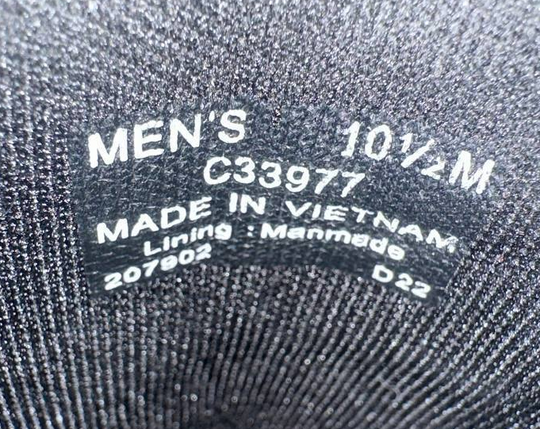 MEN'S 10½M
C33977
MADE IN VIETNAM
Lining : Manmade
207902 D22